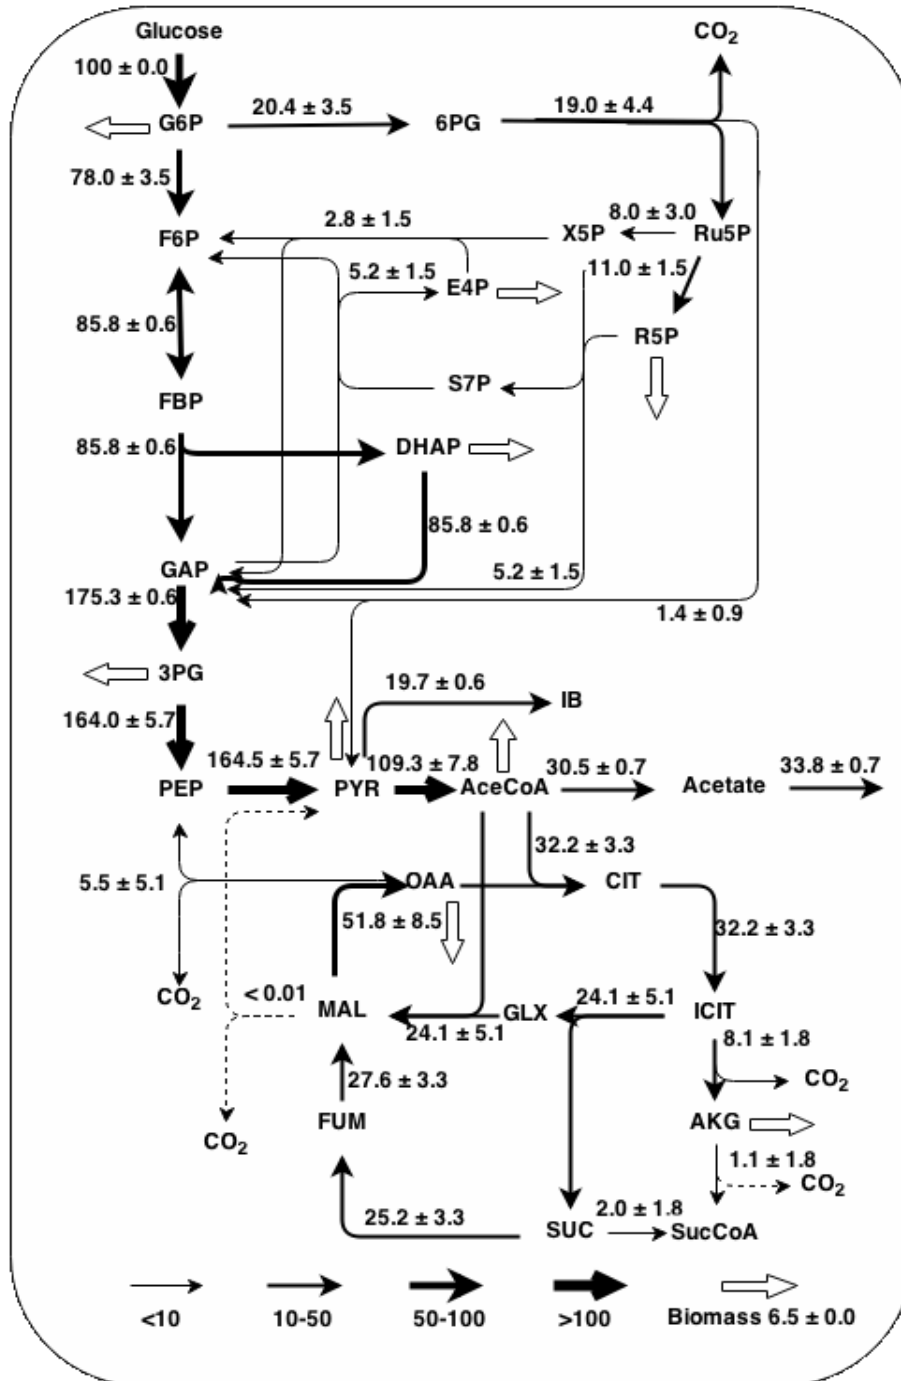 Glucose
CO2
100 ± 0.0
20.4 ± 3.5
19.0 ± 4.4
G6P
6PG
78.0 ± 3.5
2.8 ± 1.5
8.0 ± 3.0
F6P
X5P
Ru5P
5.2 ± 1.5
11.0 ± 1.5
E4P
85.8 ± 0.6
R5P
S7P
FBP
85.8 ± 0.6
DHAP
85.8 ± 0.6
GAP
5.2 ± 1.5
175.3 ± 0.6
1.4 ± 0.9
3PG
19.7 ± 0.6
IB
164.0 ± 5.7
164.5 ± 5.7
109.3 ± 7.8
30.5 ± 0.7
33.8 ± 0.7
PEP
PYR
AceCoA
Acetate
32.2 ± 3.3
5.5 ± 5.1
OAA
CIT
51.8 ± 8.5
32.2 ± 3.3
CO2
< 0.01
MAL
GLX
24.1 ± 5.1
ICIT
24.1 ± 5.1
8.1 ± 1.8
27.6 ± 3.3
CO2
FUM
AKG
CO2
1.1 ± 1.8
CO2
25.2 ± 3.3
2.0 ± 1.8
SUC
SucCoA
<10
10-50
50-100
>100
Biomass 6.5 ± 0.0